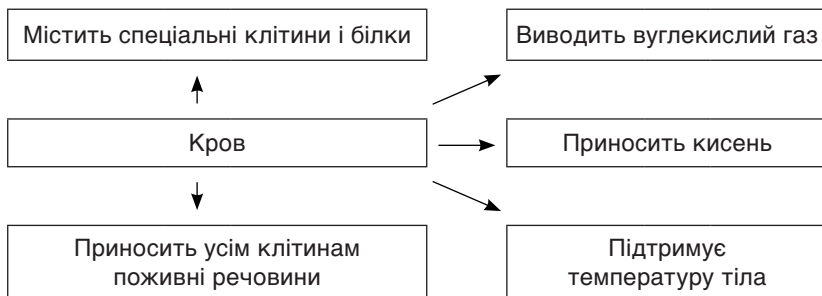 Містить спеціальні клітини і білки
Виводить вуглекислий газ
Кров
Приносить кисень
Приносить усім клітинам
поживні речовини
Підтримує
температуру тіла